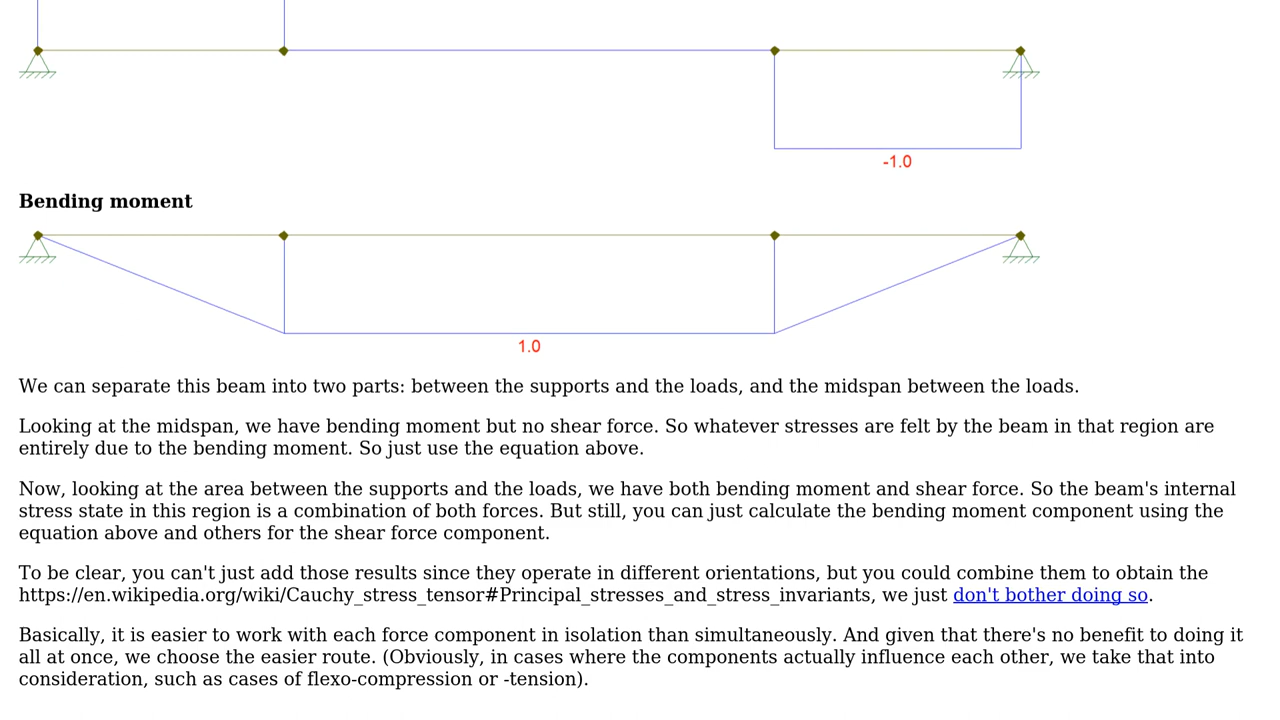 -1.0
Bending moment
1.0
We can separate this beam into two parts: between the supports and the loads, and the midspan between the loads.
Looking at the midspan, we have bending moment but no shear force. So whatever stresses are felt by the beam in that region are
entirely due to the bending moment. So just use the equation above.
Now, looking at the area between the supports and the loads, we have both bending moment and shear force. So the beam's internal
stress state in this region is a combination of both forces. But still, you can just calculate the bending moment component using the
equation above and others for the shear force component.
To be clear, you can't just add those results since they operate in different orientations, but you could combine them to obtain the
https://en.wikipedia.org/wiki/Cauchy_stress_tensor#Principal_stresses_and_stress_invariants, we just don't bother doing so.
Basically, it is easier to work with each force component in isolation than simultaneously. And given that there's no benefit to doing it
all at once, we choose the easier route. (Obviously, in cases where the components actually influence each other, we take that into
consideration, such as cases of flexo-compression or -tension).